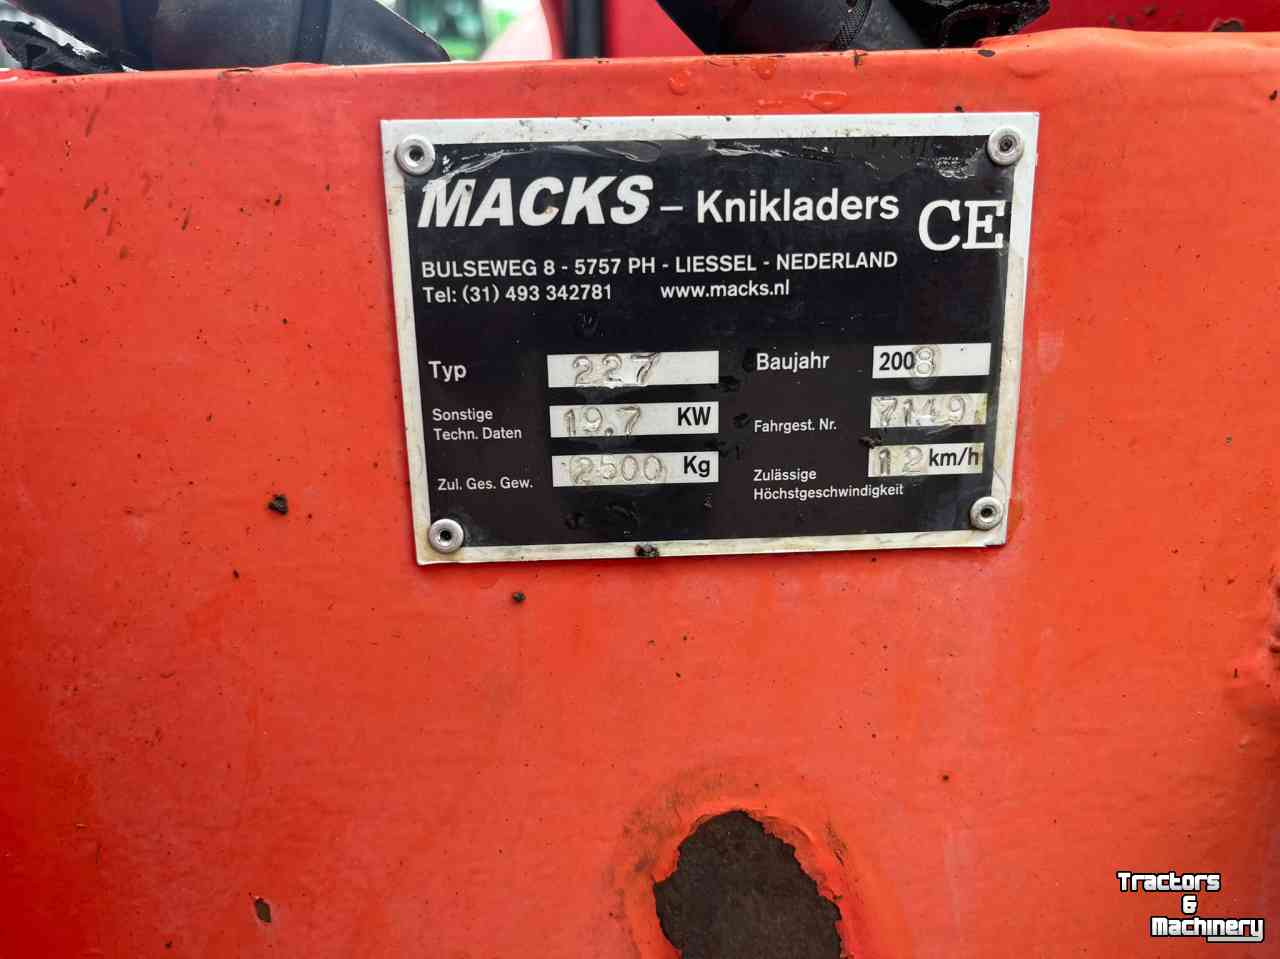 MACKS – Knikladers CE
BULSEWEG 8 - 5757 PH - LIESSEL - NEDERLAND
Tel: (31) 493 342781 www.macks.nl
Typ 227 Baujahr 2008
Sonstige Techn. Daten 19.7 KW Fahrgest. Nr. 7149
Zul. Ges. Gew. 2500 Kg Zulässige Höchstgeschwindigkeit 12 km/h
Tractors
&
Machinery